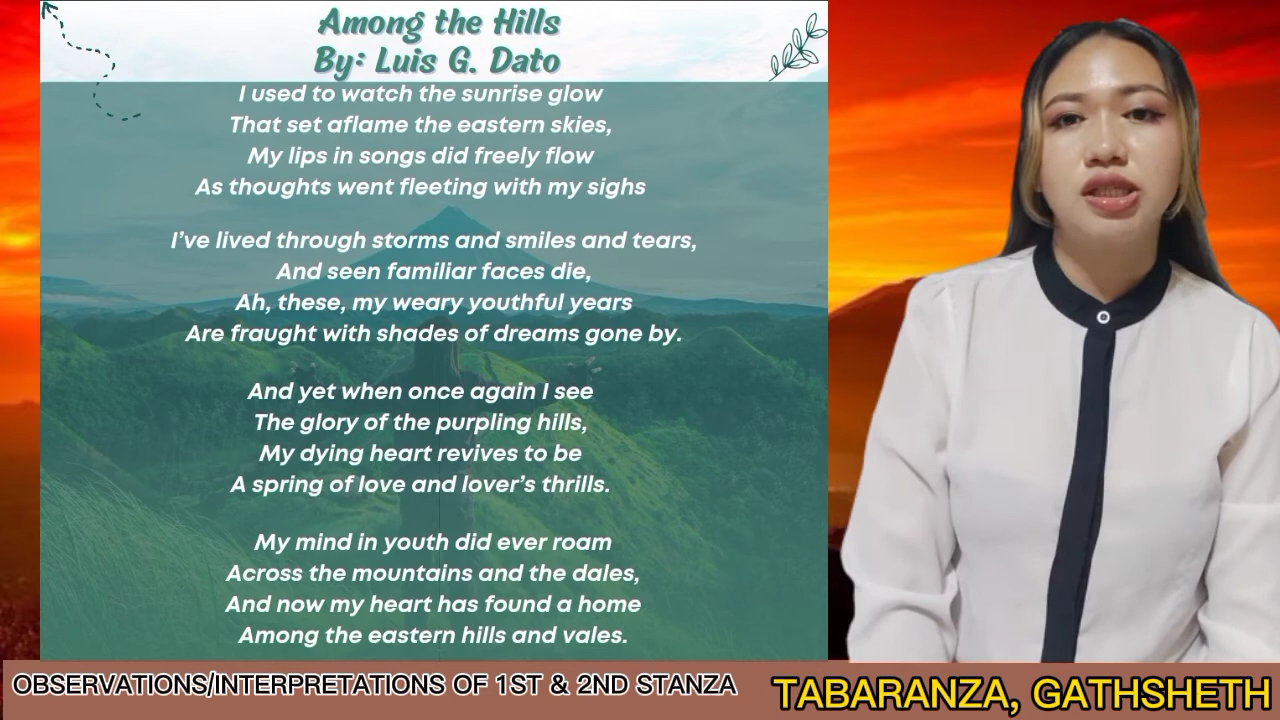 Among the Hills
By: Luis G. Dato
I used to watch the sunrise glow
That set aflame the eastern skies,
My lips in songs did freely flow
As thoughts went fleeting with my sighs
I've lived through storms and smiles and tears,
And seen familiar faces die,
Ah, these, my weary youthful years
Are fraught with shades of dreams gone by.
And yet when once again I see
The glory of the purpling hills,
My dying heart revives to be
A spring of love and lover's thrills.
My mind in youth did ever roam
Across the mountains and the dales,
And now my heart has found a home
Among the eastern hills and vales.
OBSERVATIONS/INTERPRETATIONS OF 1ST & 2ND STANZA
TABARANZA, GATHSHETH